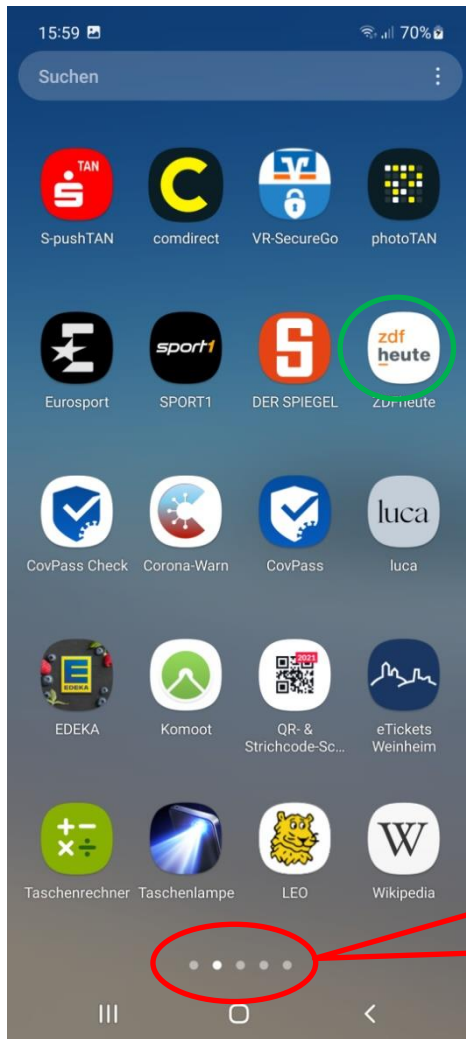 15:59 70%
Suchen
TAN
S-pushTAN comdirect VR-SecureGo photoTAN
sport1 zdf
heute
Eurosport SPORT1 DER SPIEGEL ZDFheute
luca
CovPass Check Corona-Warn CovPass luca
2021
E
EDEKA
EDEKA Komoot QR- & eTickets
Strichcode-Sc... Weinheim
W
Taschenrechner Taschenlampe LEO Wikipedia